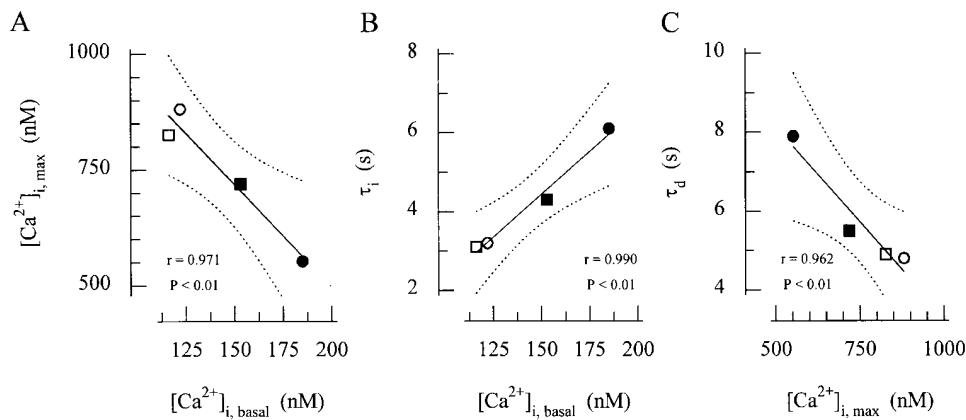 A
B
C
1000
750
500
[Ca²⁺]i, max (nM)
r = 0.971
P < 0.01
125 150 175 200
[Ca²⁺]i, basal (nM)
8
6
4
2
τi (s)
r = 0.990
P < 0.01
125 150 175 200
[Ca²⁺]i, basal (nM)
10
8
6
4
τd (s)
r = 0.962
P < 0.01
500 750 1000
[Ca²⁺]i, max (nM)